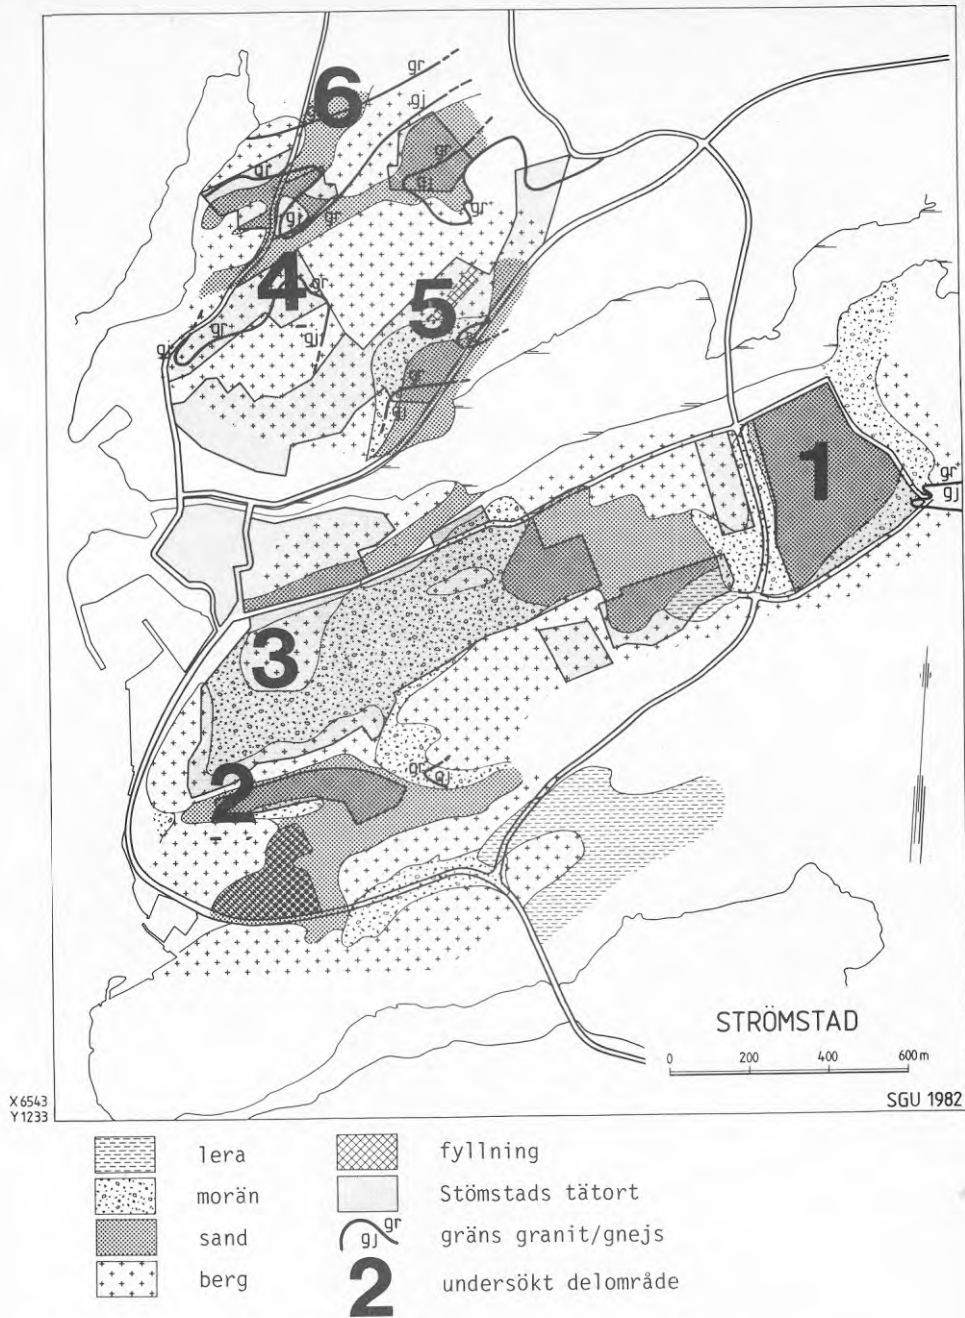 6
gr
gj
gr
gr
gj
gj
gr
gr
4
gr
5
gr
gj
gj
gj
gr
gj
1
gr
gj
3
2
gr
gj
STRÖMSTAD
0 200 400 600 m
X 6543
Y 1233
SGU 1982
lera
morän
sand
berg
fyllning
Stömstads tätort
gr
gj
gräns granit/gnejs
2
undersökt delområde